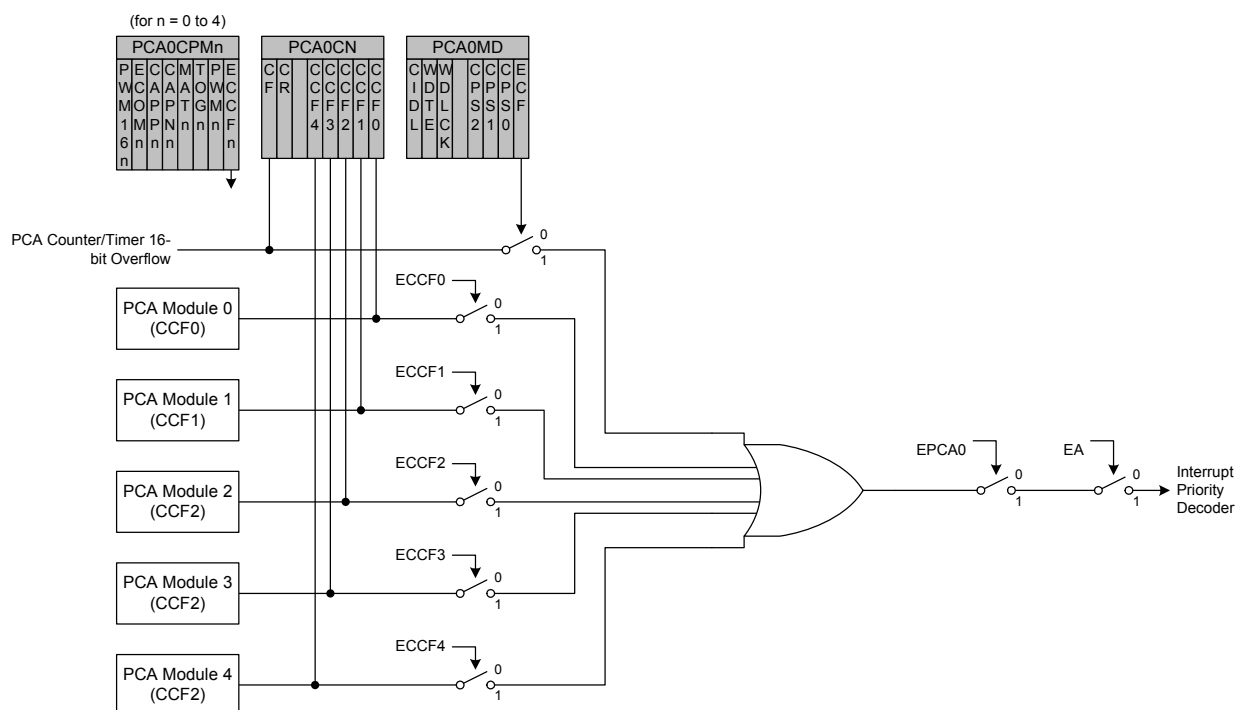 (for n = 0 to 4)
PCA0CPMn
PWM16n
ECOMn
CAPPn
CAPNn
MATn
TOGn
PWMn
ECCFn
PCA0CN
CF
CR
CCF4
CCF3
CCF2
CCF1
CCF0
PCA0MD
CIDL
WDTE
WDLCK
CPS2
CPS1
CPS0
ECF
PCA Counter/Timer 16-
bit Overflow
0
1
PCA Module 0
(CCF0)
ECCF0
0
1
PCA Module 1
(CCF1)
ECCF1
0
1
PCA Module 2
(CCF2)
ECCF2
0
1
PCA Module 3
(CCF2)
ECCF3
0
1
PCA Module 4
(CCF2)
ECCF4
0
1
EPCA0
0
1
EA
0
1
Interrupt
Priority
Decoder